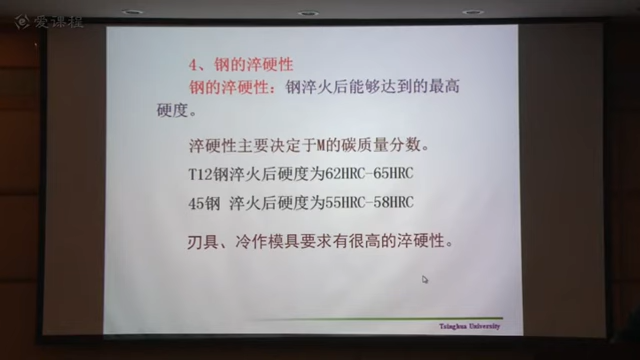 爱课程
4、钢的淬硬性
钢的淬硬性：钢淬火后能够达到的最高
硬度。
淬硬性主要决定于M的碳质量分数。
T12钢淬火后硬度为62HRC-65HRC
45钢 淬火后硬度为55HRC-58HRC
刃具、冷作模具要求有很高的淬硬性。
Tsinghua University